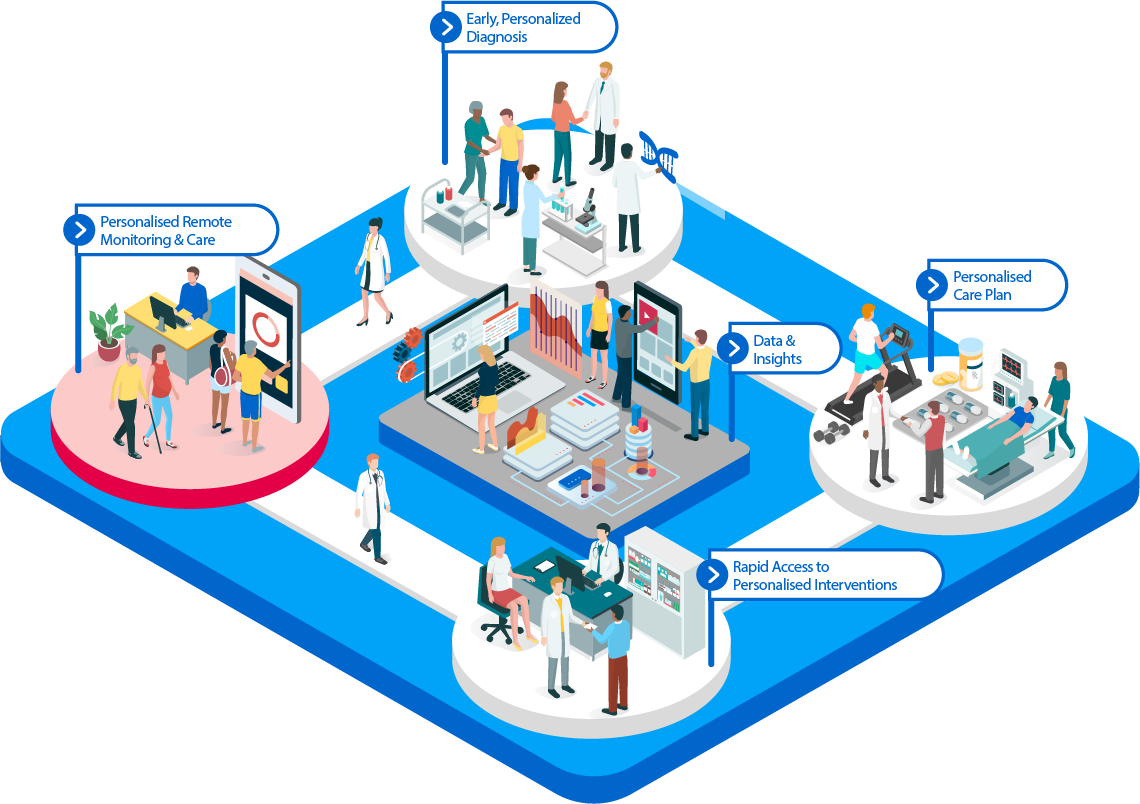 Early, Personalized
Diagnosis
Personalised Remote
Monitoring & Care
Personalised
Care Plan
Data &
Insights
Rapid Access to
Personalised Interventions